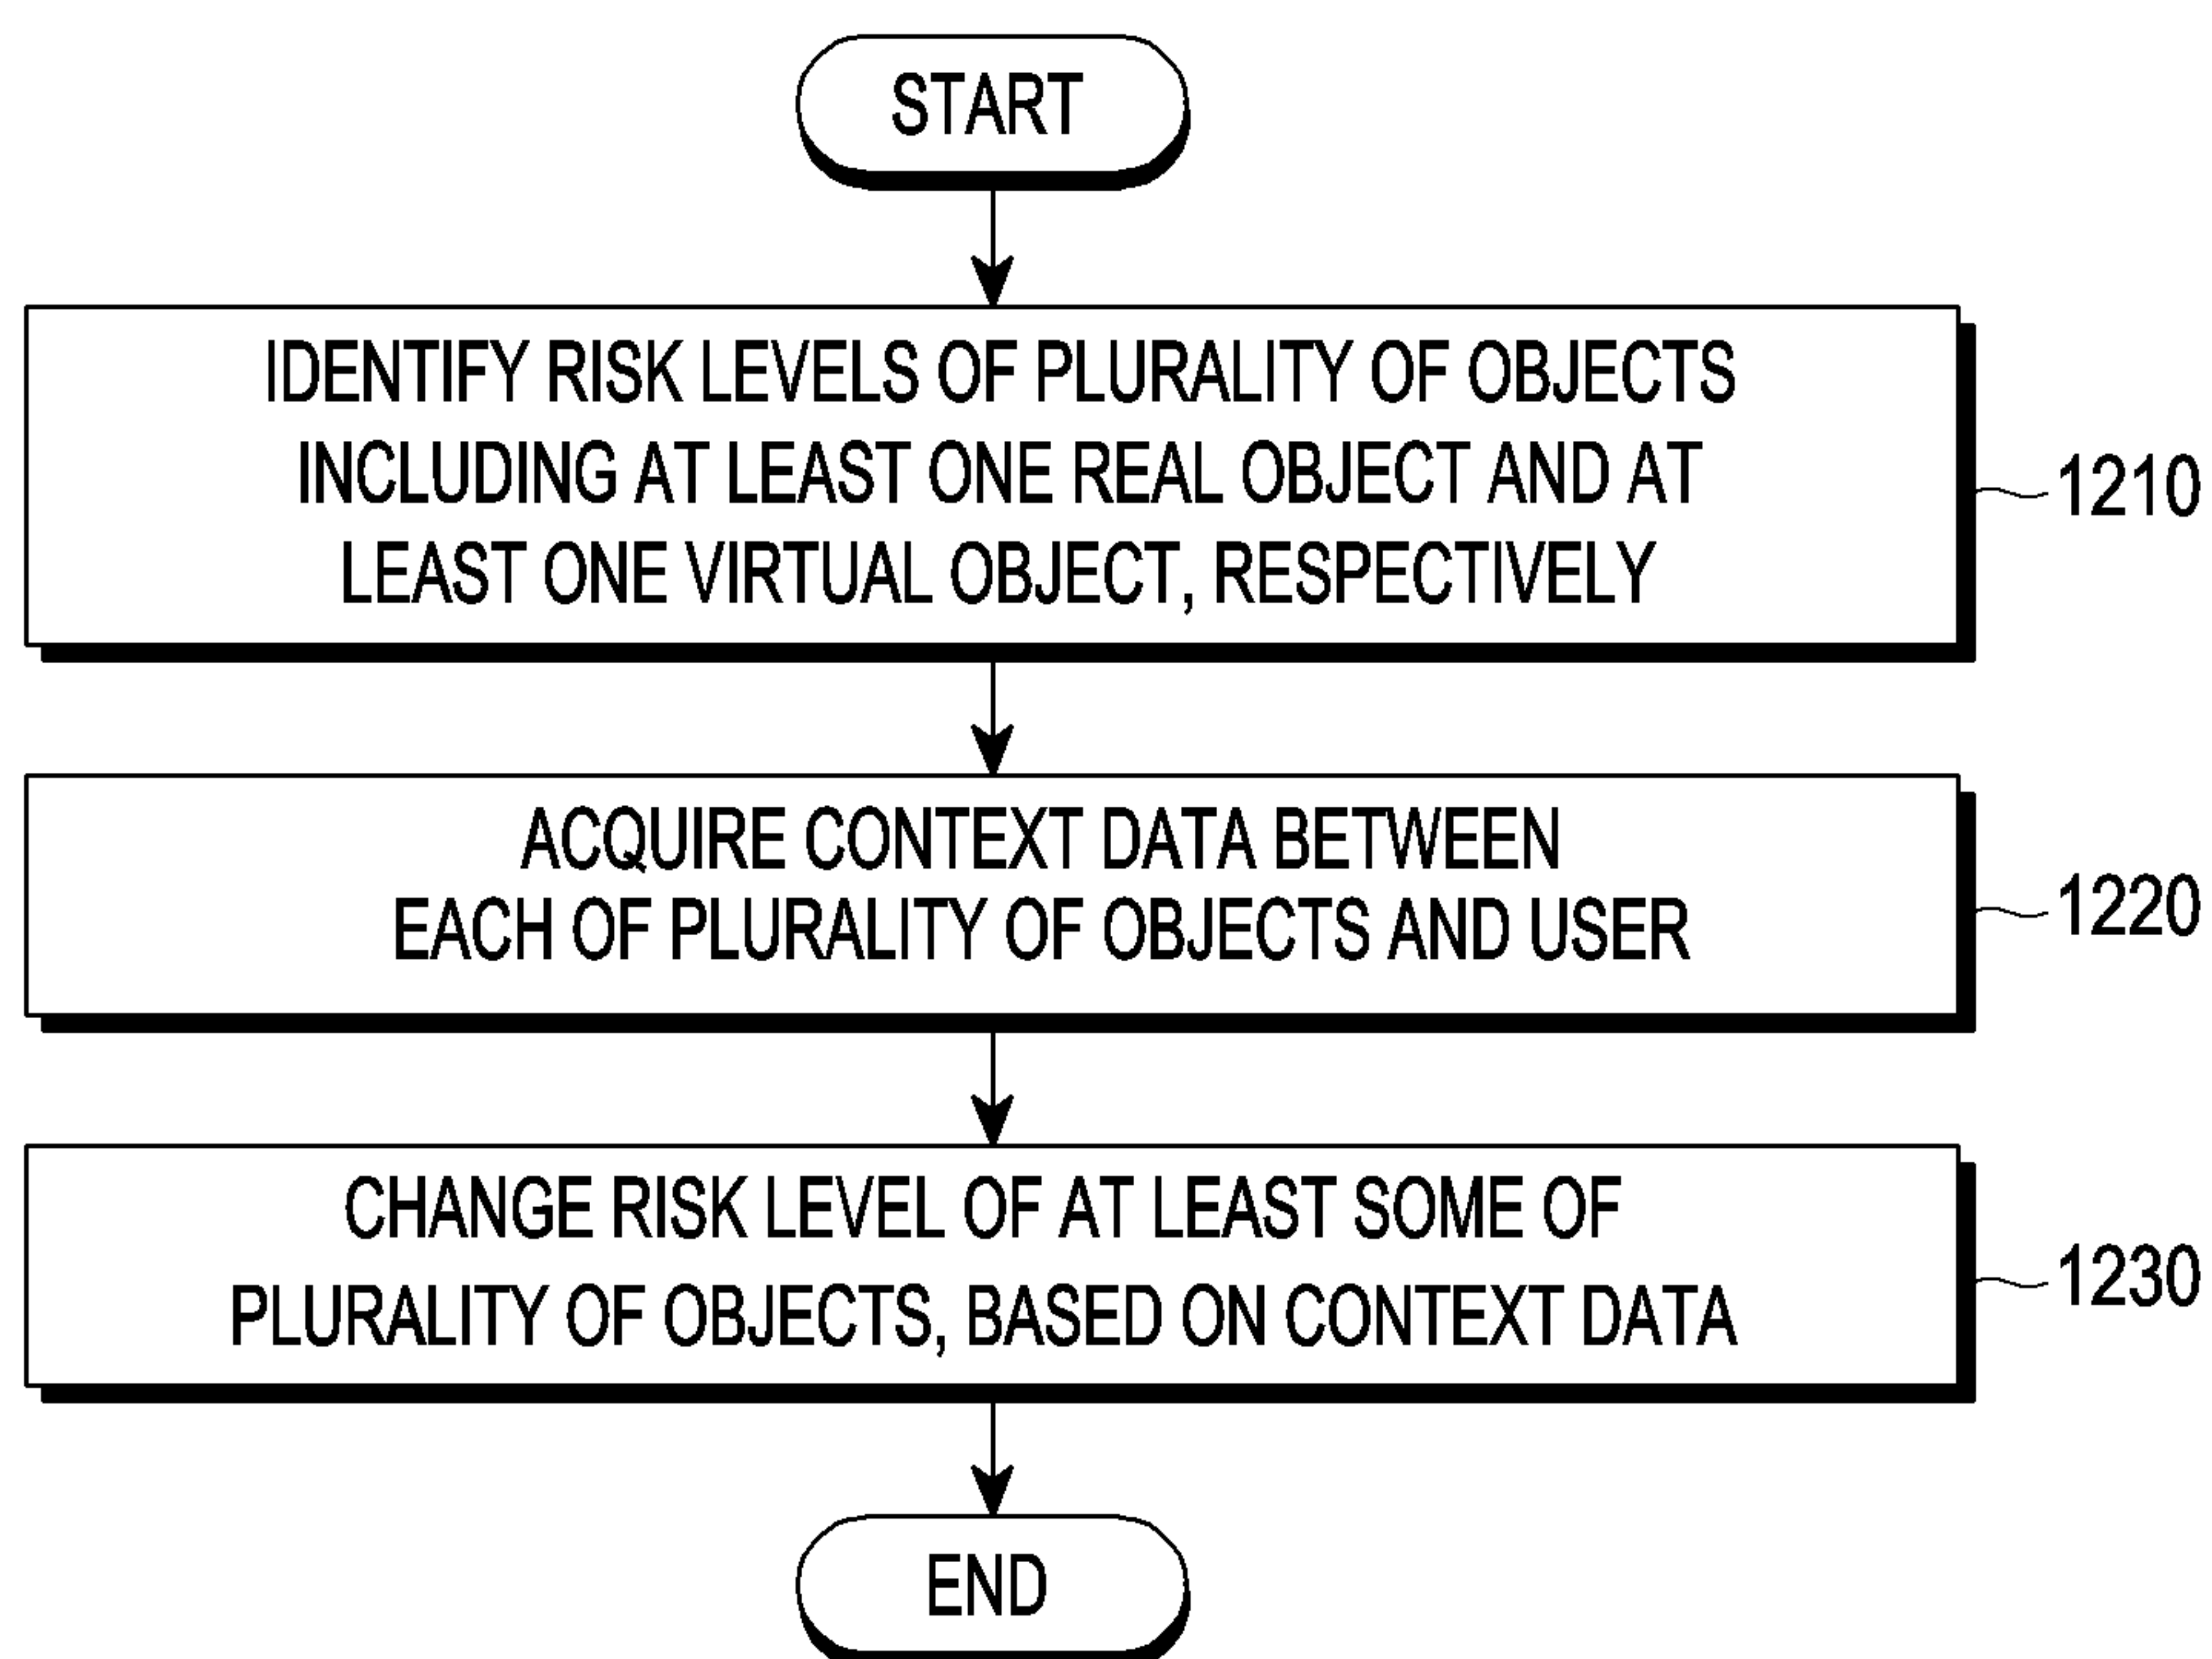 START
IDENTIFY RISK LEVELS OF PLURALITY OF OBJECTS
INCLUDING AT LEAST ONE REAL OBJECT AND AT
LEAST ONE VIRTUAL OBJECT, RESPECTIVELY
1210
ACQUIRE CONTEXT DATA BETWEEN
EACH OF PLURALITY OF OBJECTS AND USER
1220
CHANGE RISK LEVEL OF AT LEAST SOME OF
PLURALITY OF OBJECTS, BASED ON CONTEXT DATA
1230
END